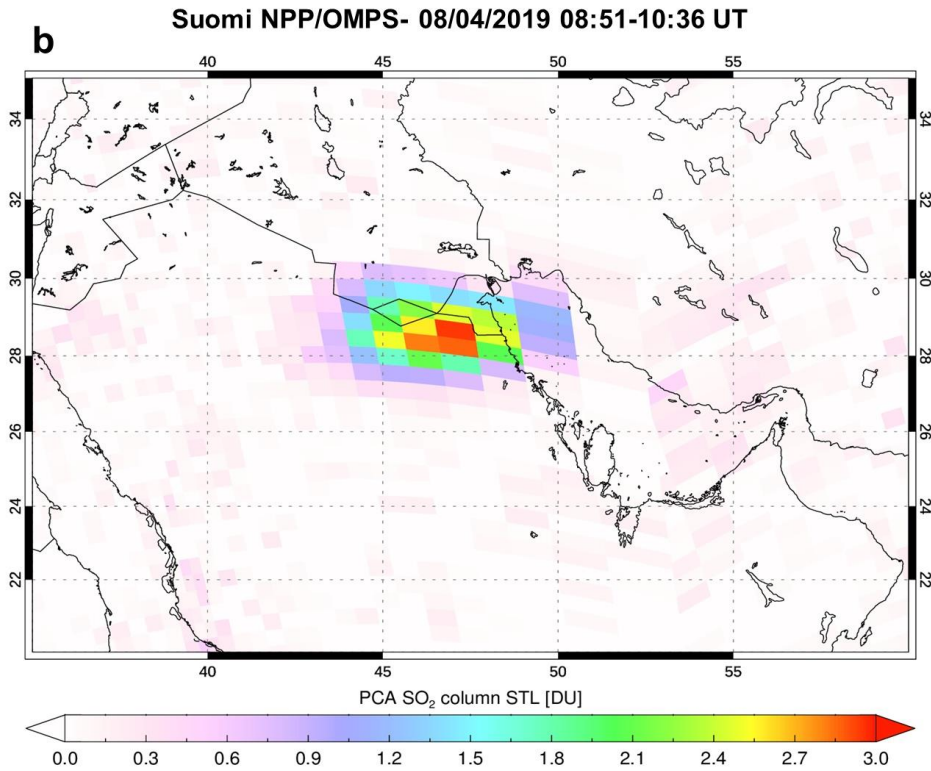 Suomi NPP/OMPS- 08/04/2019 08:51-10:36 UT
b
40 45 50 55
34 34
32 32
30 30
28 28
26 26
24 24
22 22
40 45 50 55
PCA SO₂ column STL [DU]
0.0 0.3 0.6 0.9 1.2 1.5 1.8 2.1 2.4 2.7 3.0